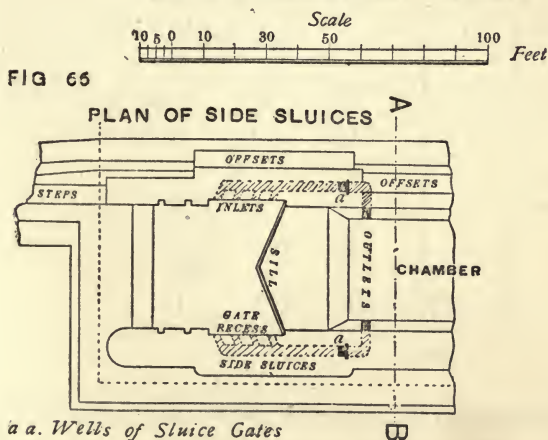 Scale
10 5 0 10 30 50 100
Feet
FIG 66
PLAN OF SIDE SLUICES
A
OFFSETS
STEPS
a
OFFSETS
INLETS
SILL
OUTLETS
CHAMBER
GATE
RECESS
a
SIDE SLUICES
a a. Wells of Sluice Gates
B